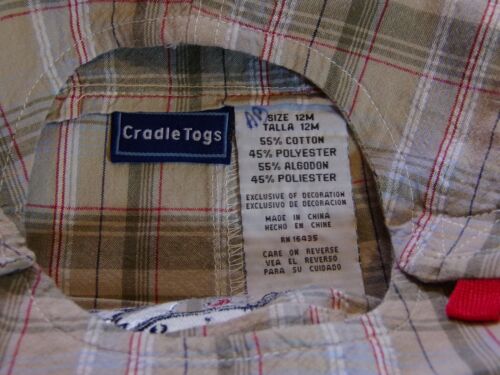 Cradle Togs
SIZE 12M
TALLA 12M
55% COTTON
45% POLYESTER
55% ALGODON
45% POLIESTER
EXCLUSIVE OF DECORATION
EXCLUSIVO DE DECORACION
MADE IN CHINA
HECHO EN CHINE
RN 16435
CARE ON REVERSE
VEA EL REVERSO
PARA SU CUIDADO